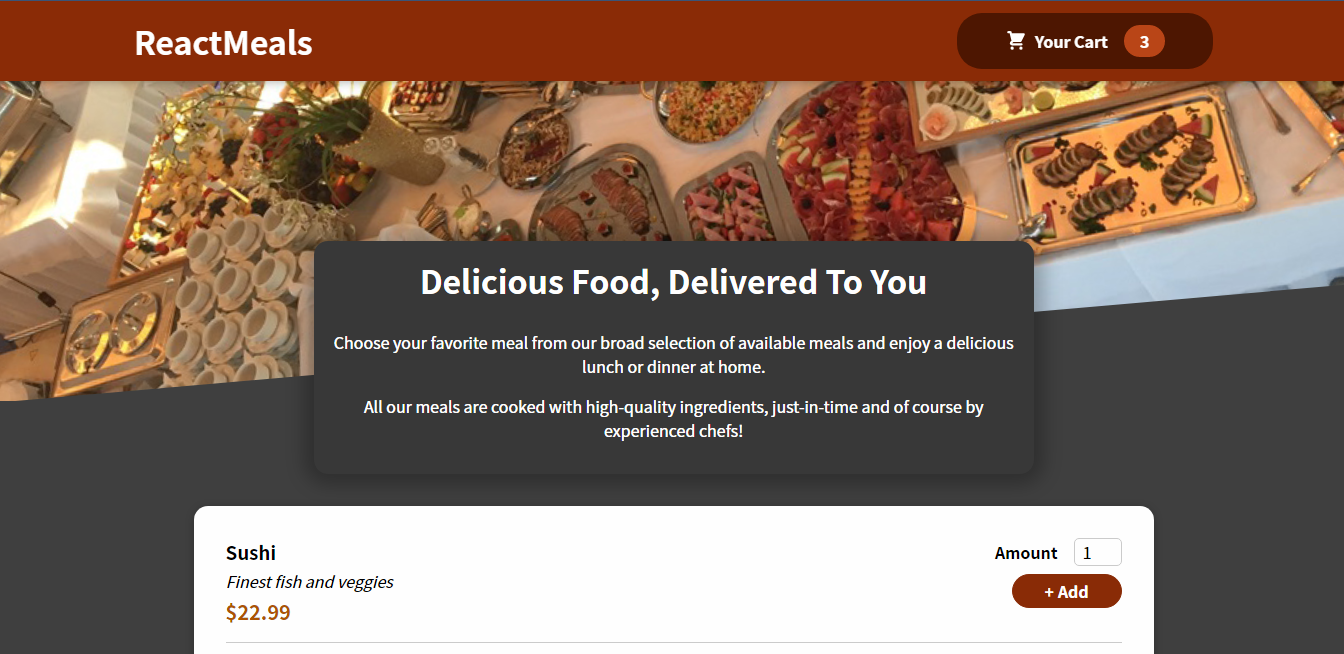 ReactMeals
Your Cart 3
Delicious Food, Delivered To You
Choose your favorite meal from our broad selection of available meals and enjoy a delicious
lunch or dinner at home.
All our meals are cooked with high-quality ingredients, just-in-time and of course by
experienced chefs!
Sushi
Amount 1
Finest fish and veggies
+ Add
$22.99